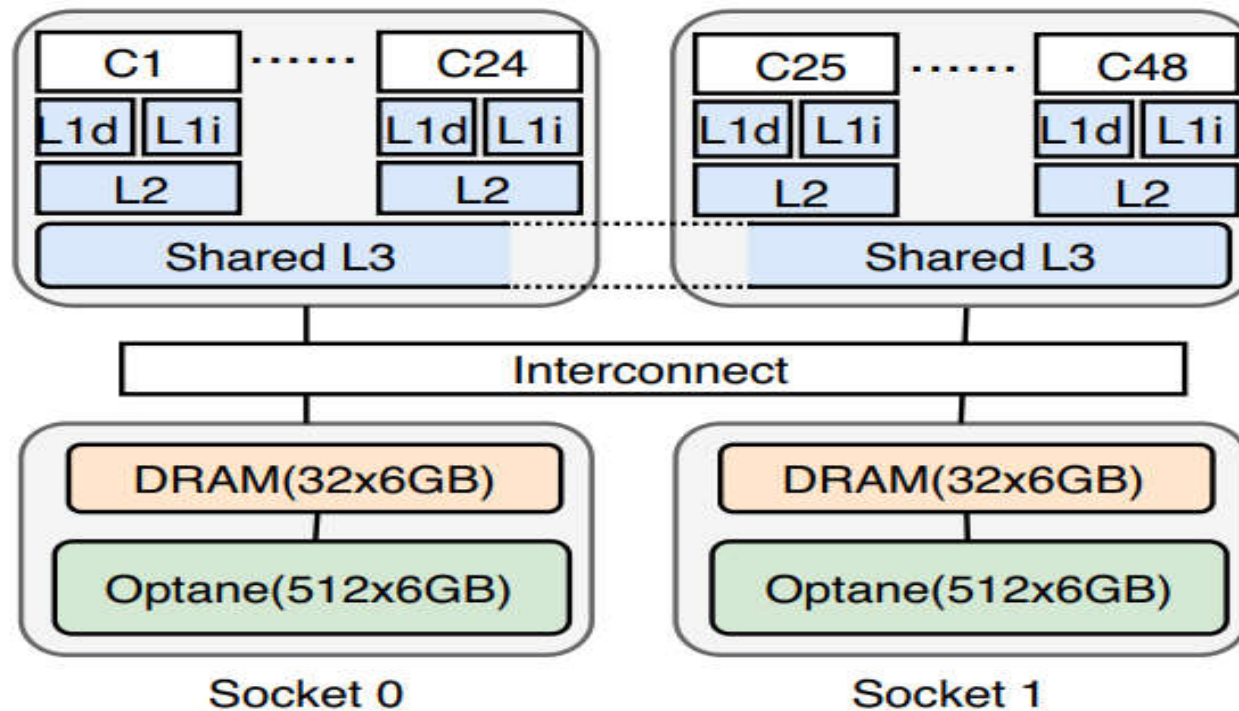 C1 ...... C24 C25 ...... C48
L1d L1i L1d L1i L1d L1i L1d L1i
L2 L2 L2 L2
Shared L3 Shared L3
Interconnect
DRAM(32x6GB) DRAM(32x6GB)
Optane(512x6GB) Optane(512x6GB)
Socket 0 Socket 1